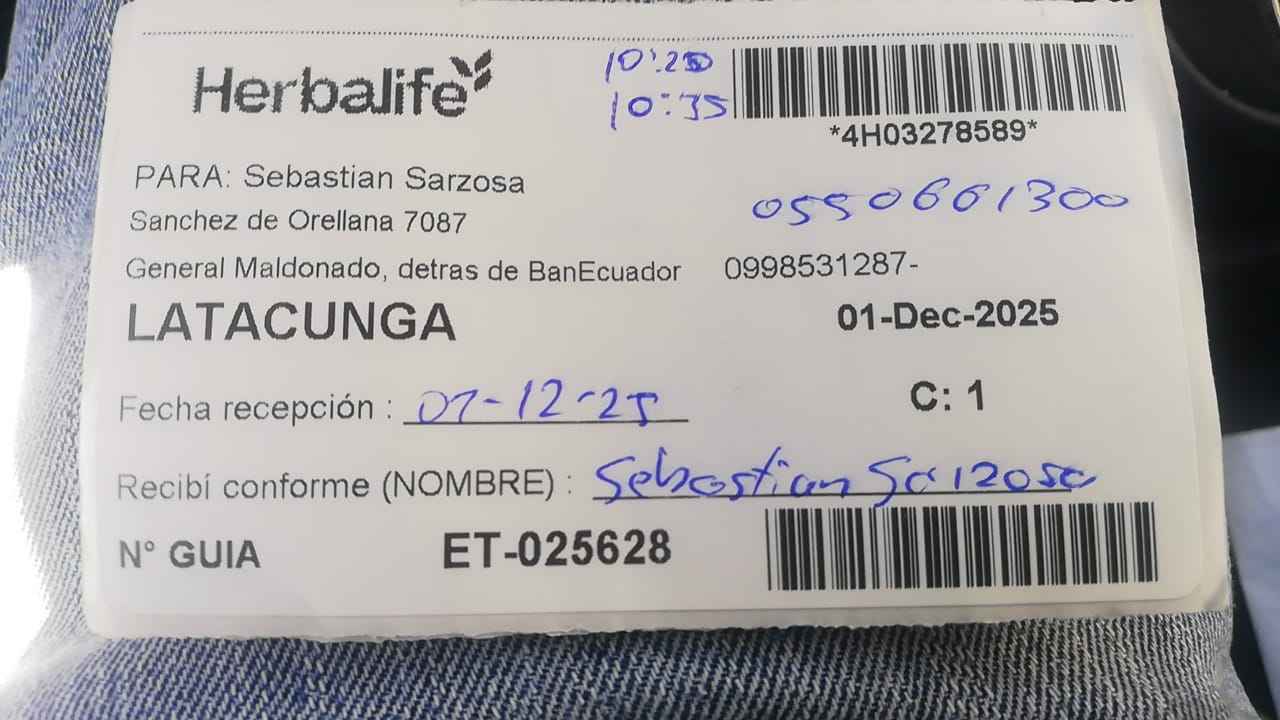 Herbalife
10:20
10:35
*4H03278589*
PARA: Sebastian Sarzosa
Sanchez de Orellana 7087
0550661300
General Maldonado, detras de BanEcuador 0998531287-
LATACUNGA
01-Dec-2025
Fecha recepción : 01-12-25
C: 1
Recibí conforme (NOMBRE) : Sebastian Sarzosa
N° GUIA ET-025628